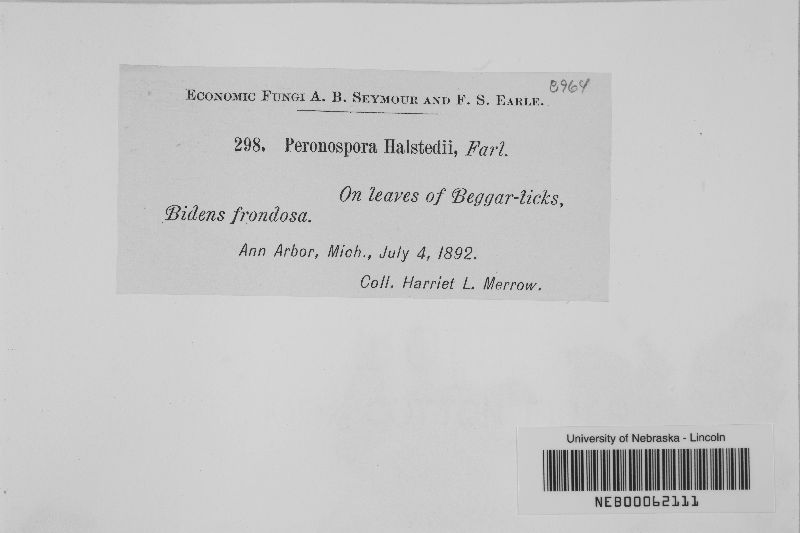 8964
Economic Fungi A. B. Seymour and F. S. Earle.
298. Peronospora Halstedii, Farl.
On leaves of Beggar-ticks,
Bidens frondosa.
Ann Arbor, Mich., July 4, 1892.
Coll. Harriet L. Merrow.
University of Nebraska - Lincoln
NEB00062111